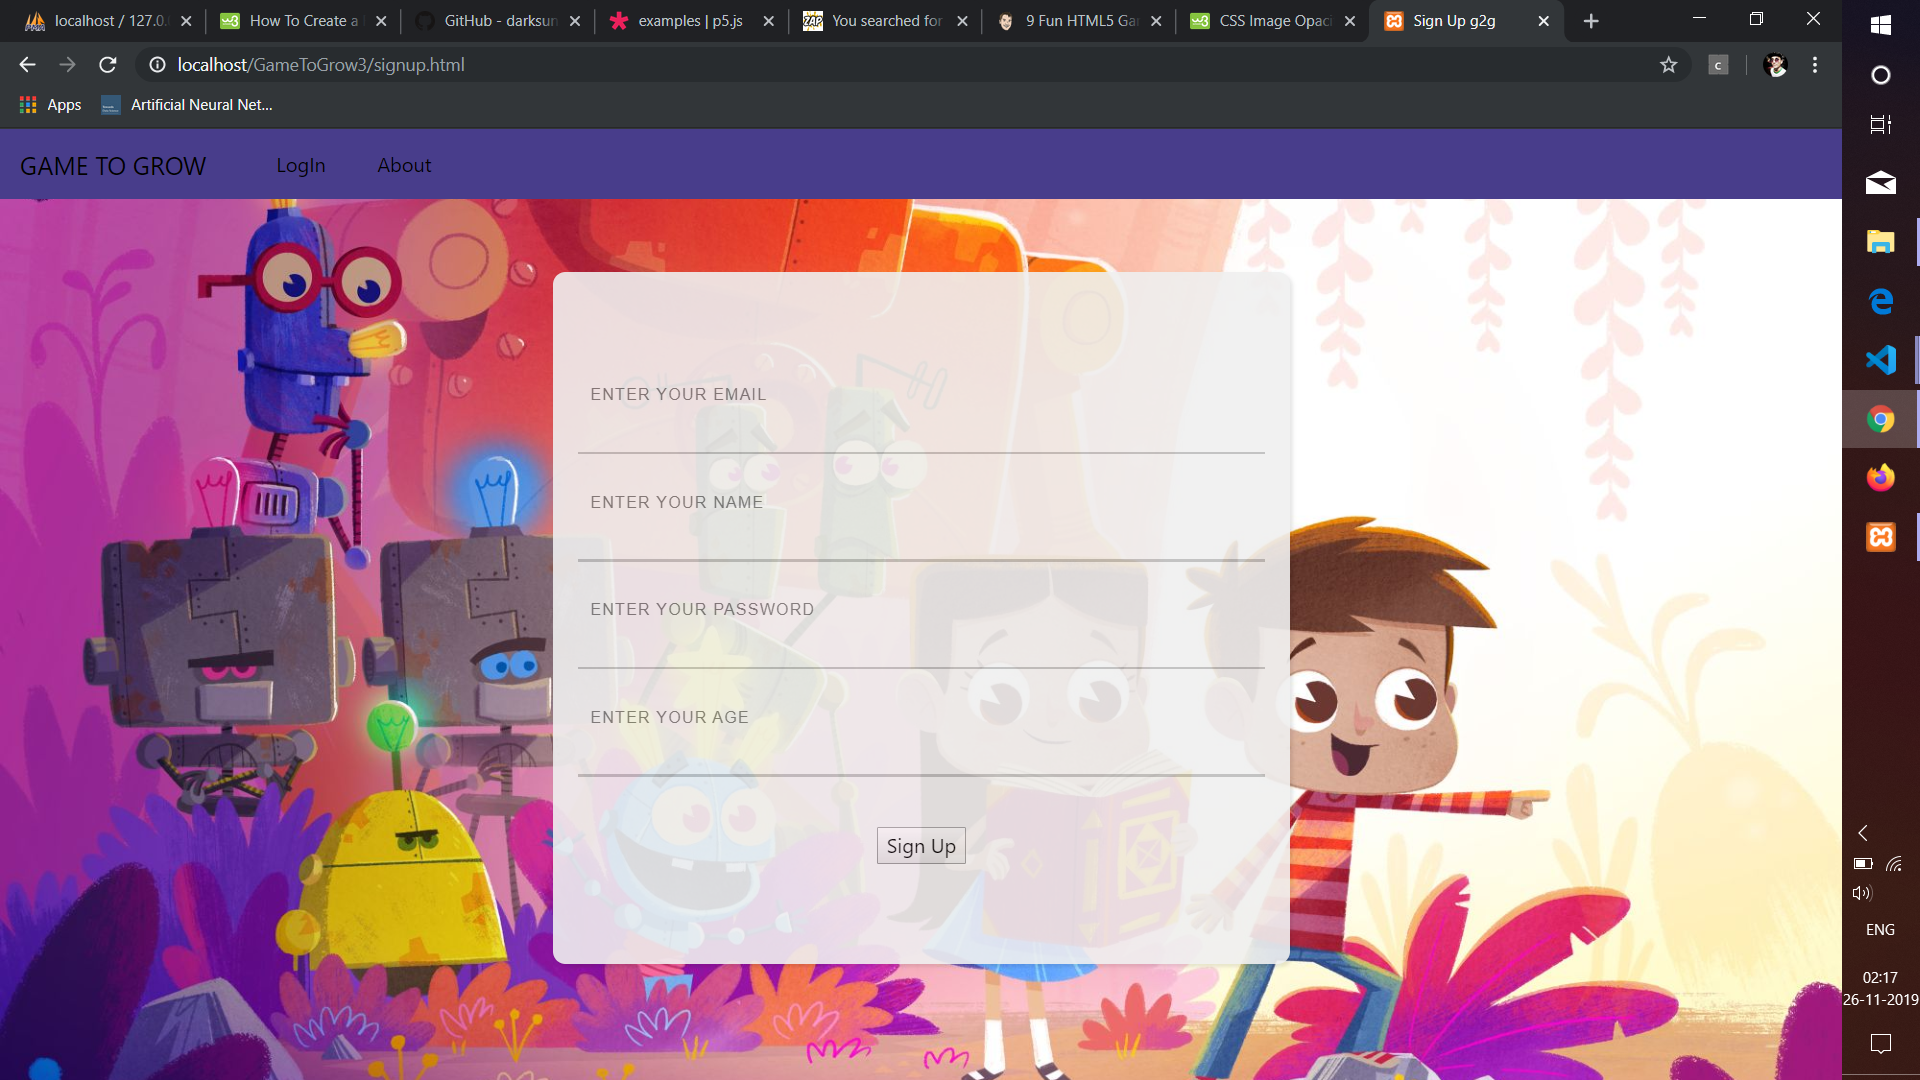 localhost / 127.0.
How To Create a
GitHub - darksun
examples | p5.js
You searched for
9 Fun HTML5 Ga
CSS Image Opaci
Sign Up g2g
localhost/GameToGrow3/signup.html
c
Apps
Artificial Neural Net...
GAME TO GROW
LogIn
About
ENTER YOUR EMAIL
ENTER YOUR NAME
ENTER YOUR PASSWORD
ENTER YOUR AGE
Sign Up
ENG
02:17
26-11-2019